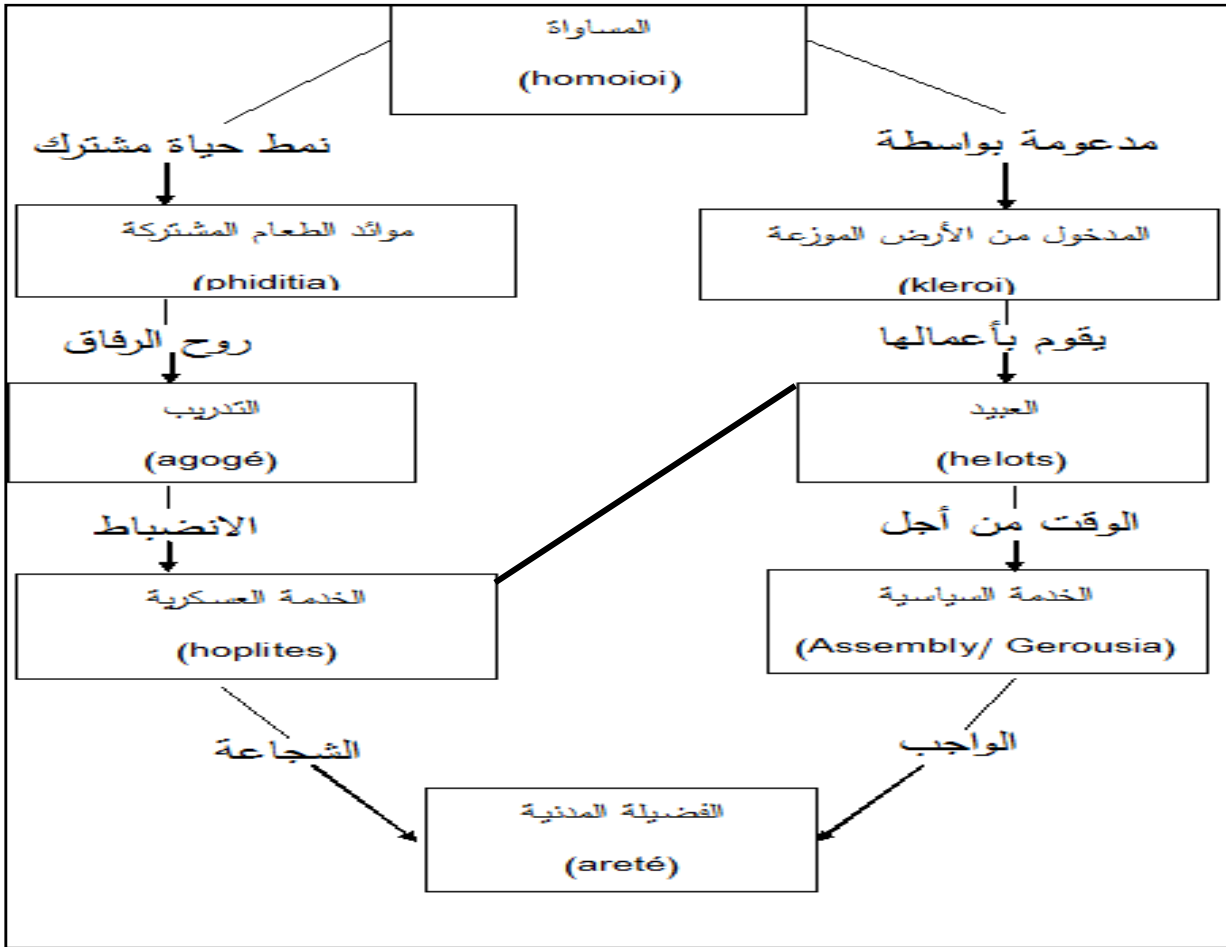 المساواة
(homoioi)
نمط حياة مشترك
مدعومة بواسطة
موائد الطعام المشتركة
(phiditia)
المدخول من الأرض الموزعة
(kleroi)
روح الرفاق
يقوم بأعمالها
التدريب
(agogé)
العبيد
(helots)
الانضباط
الوقت من أجل
الخدمة العسكرية
(hoplites)
الخدمة السياسية
(Assembly/ Gerousia)
الشجاعة
الواجب
الفضيلة المدنية
(areté)